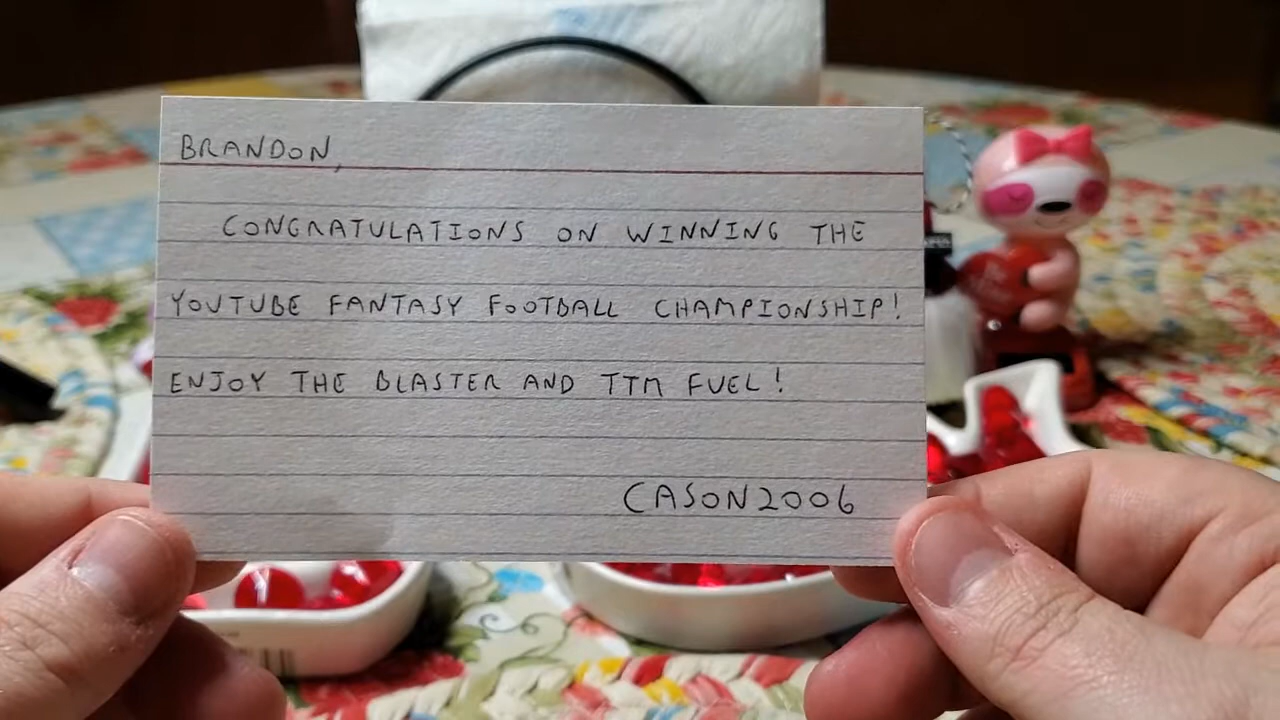 BRANDON,
CONGRATULATIONS ON WINNING THE
YOUTUBE FANTASY FOOTBALL CHAMPIONSHIP!
ENJOY THE BLASTER AND TTM FUEL!
CASON2006